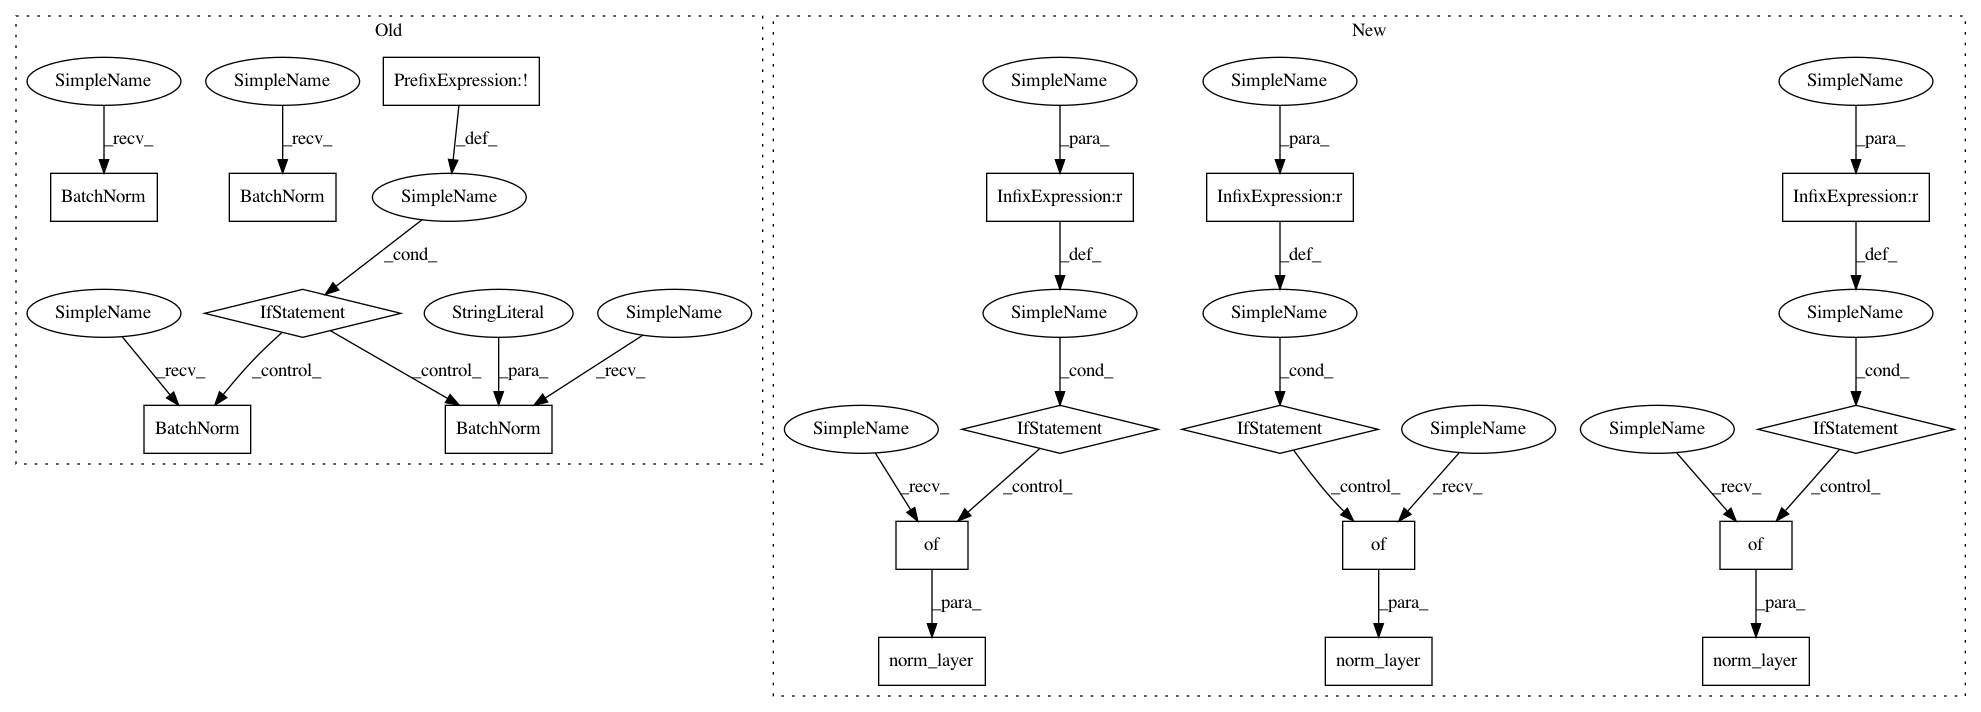 Old
New
SimpleName
SimpleName
PrefixExpression:!
SimpleName
SimpleName
SimpleName
_recv_
_recv_
_def_
_para_
_para_
_para_
BatchNorm
BatchNorm
SimpleName
InfixExpression:r
InfixExpression:r
InfixExpression:r
_cond_
_def_
_def_
_def_
SimpleName
IfStatement
StringLiteral
SimpleName
SimpleName
SimpleName
SimpleName
_recv_
_control_
_control_
_para_
_recv_
_cond_
_cond_
_cond_
BatchNorm
BatchNorm
SimpleName
IfStatement
IfStatement
SimpleName
SimpleName
IfStatement
_recv_
_control_
_control_
_recv_
_recv_
_control_
of
of
of
_para_
_para_
_para_
norm_layer
norm_layer
norm_layer